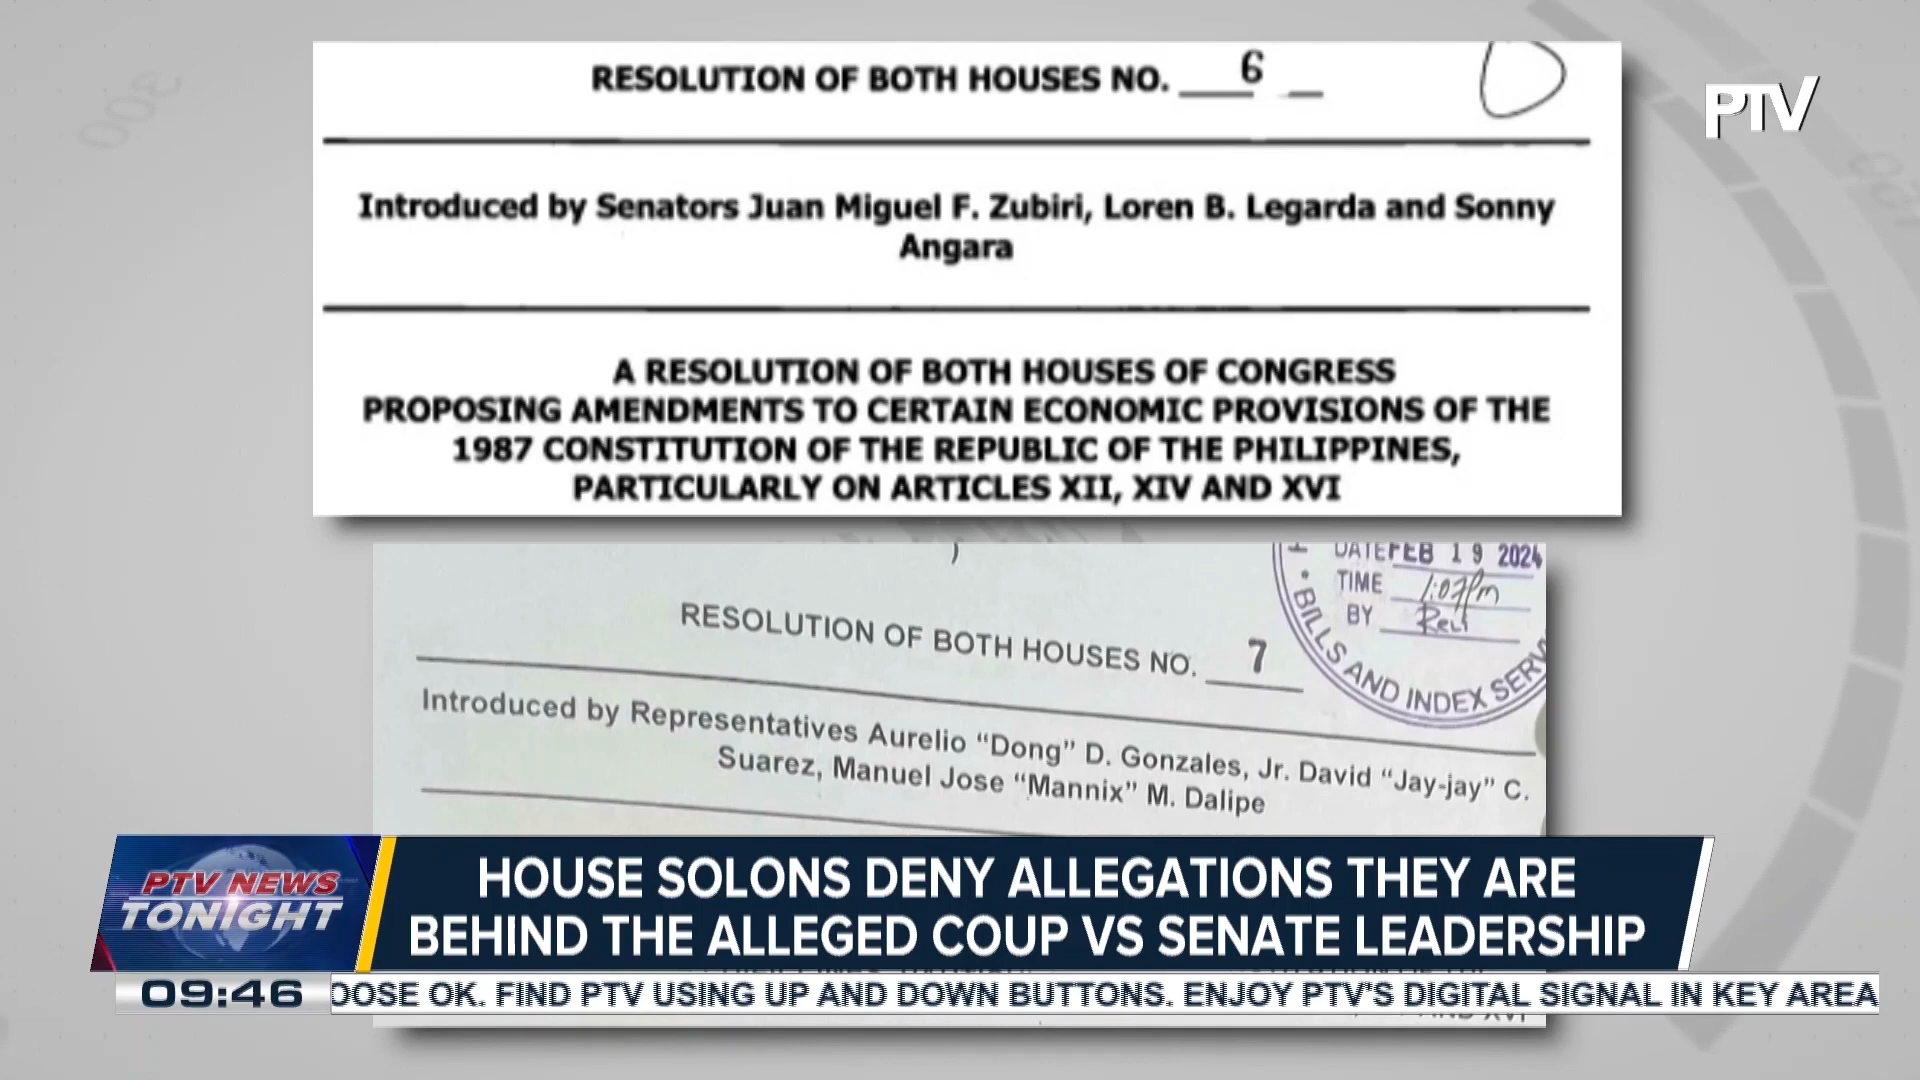 RESOLUTION OF BOTH HOUSES NO. 6
PTV
Introduced by Senators Juan Miguel F. Zubiri, Loren B. Legarda and Sonny
Angara
A RESOLUTION OF BOTH HOUSES OF CONGRESS
PROPOSING AMENDMENTS TO CERTAIN ECONOMIC PROVISIONS OF THE
1987 CONSTITUTION OF THE REPUBLIC OF THE PHILIPPINES,
PARTICULARLY ON ARTICLES XII, XIV AND XVI
DATE FEB 19 2024
TIME 1:07pm
BY
BILLS AND INDEX SERV
RESOLUTION OF BOTH HOUSES NO. 7
Introduced by Representatives Aurelio “Dong” D. Gonzales, Jr. David “Jay-jay” C.
Suarez, Manuel Jose “Mannix” M. Dalipe
PTV NEWS
TONIGHT
HOUSE SOLONS DENY ALLEGATIONS THEY ARE
BEHIND THE ALLEGED COUP VS SENATE LEADERSHIP
09:46
OOSE OK. FIND PTV USING UP AND DOWN BUTTONS. ENJOY PTV'S DIGITAL SIGNAL IN KEY AREA